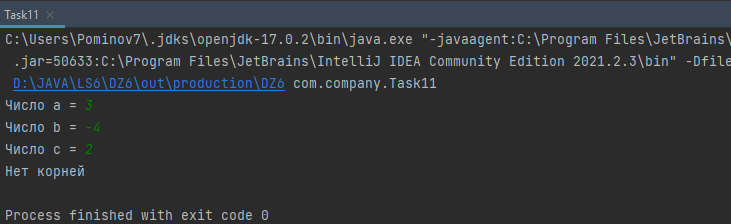 Task11
C:\Users\Pominov7\.jdks\openjdk-17.0.2\bin\java.exe "-javaagent:C:\Program Files\JetBrains\
.jar=50633:C:\Program Files\JetBrains\IntelliJ IDEA Community Edition 2021.2.3\bin" -Dfile
D:\JAVA\LS6\DZ6\out\production\DZ6 com.company.Task11
Число a = 3
Число b = -4
Число c = 2
Нет корней
Process finished with exit code 0